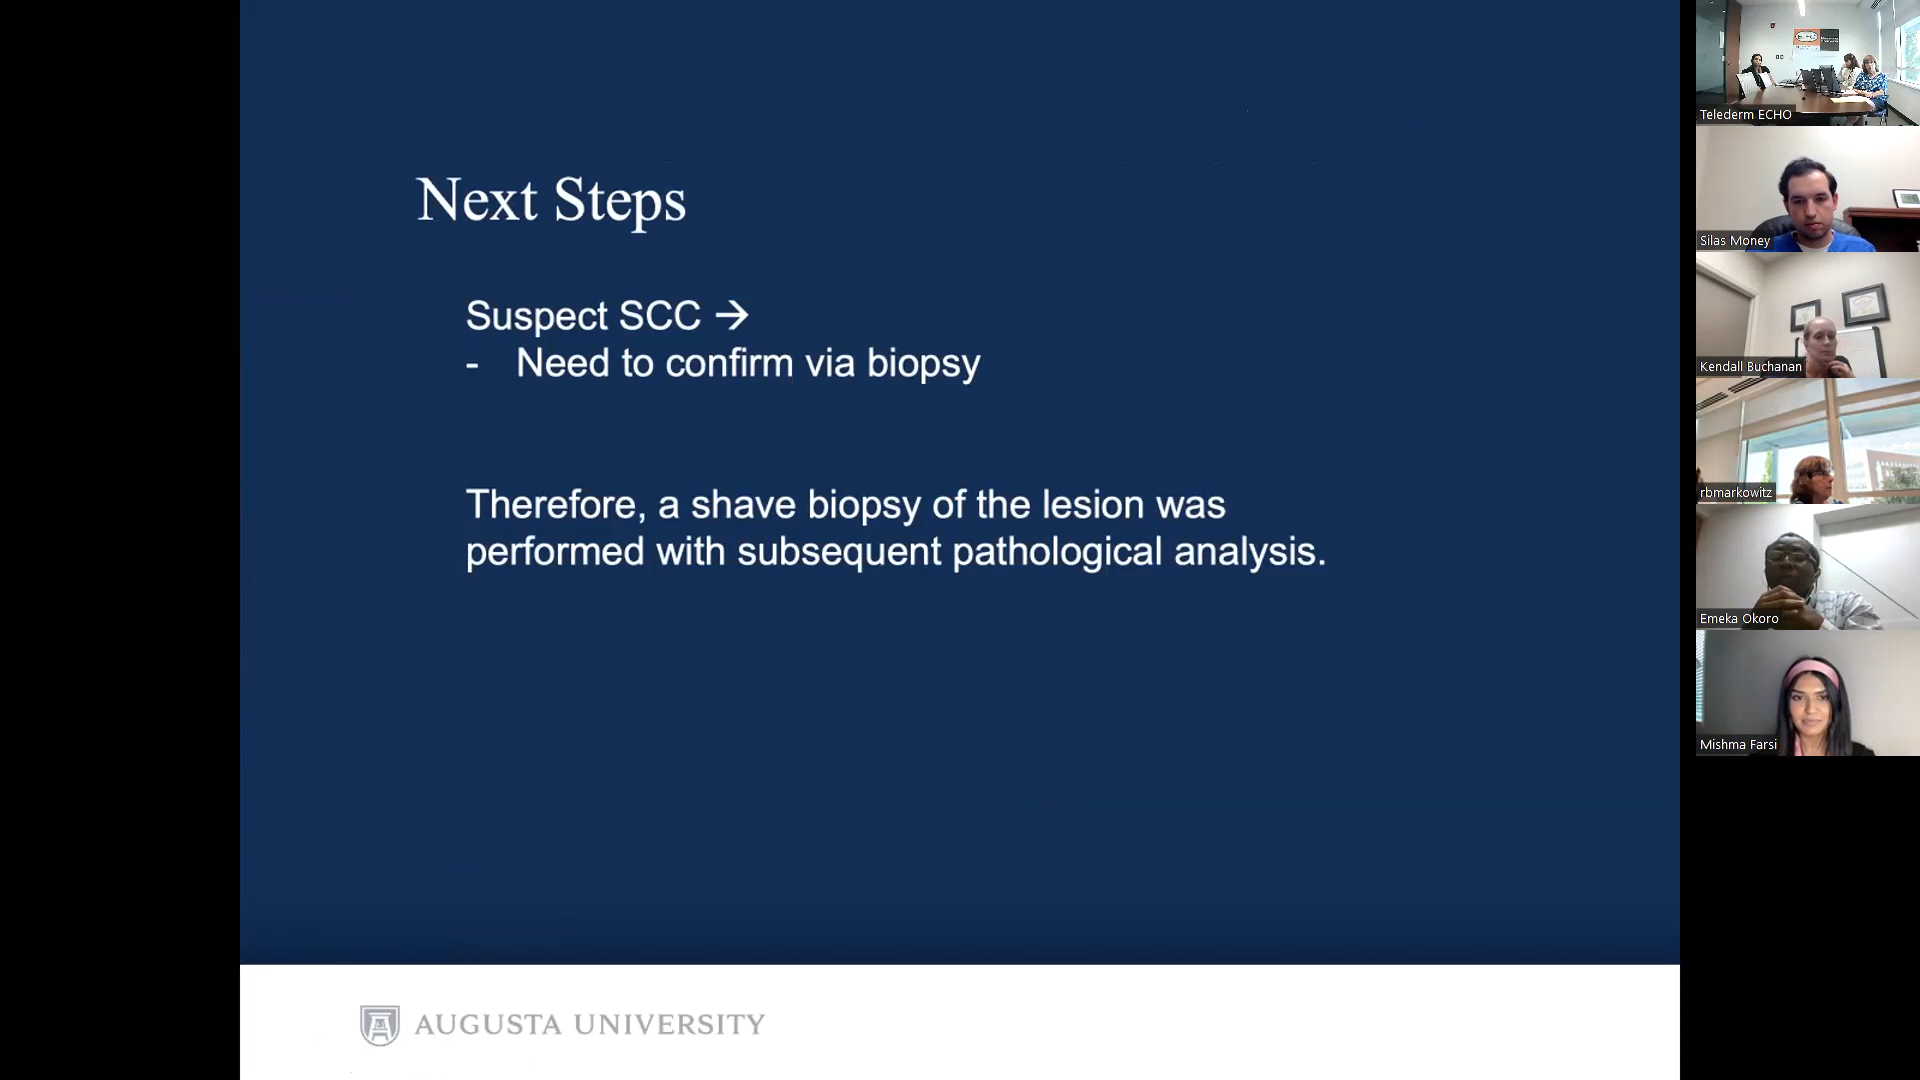 Next Steps
Suspect SCC →
- Need to confirm via biopsy
Therefore, a shave biopsy of the lesion was
performed with subsequent pathological analysis.
AUGUSTA UNIVERSITY
Telederm ECHO
Silas Money
Kendall Buchanan
rbmarkowitz
Emeka Okoro
Mishma Farsi